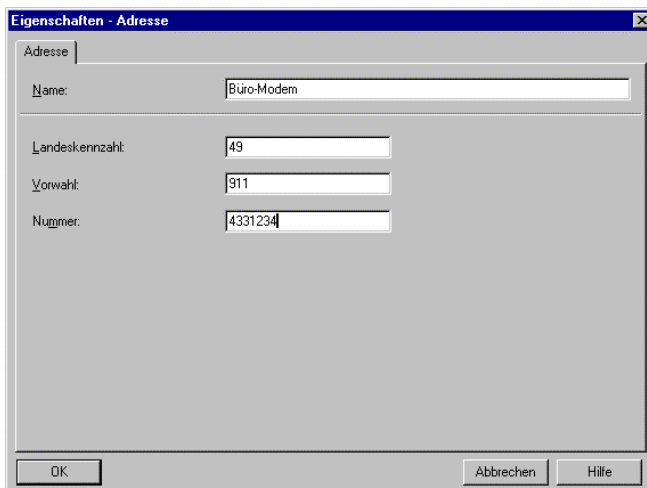 Eigenschaften - Adresse
Adresse
Name: Büro-Modem
Landeskennzahl: 49
Vorwahl: 911
Nummer: 4331234
OK Abbrechen Hilfe